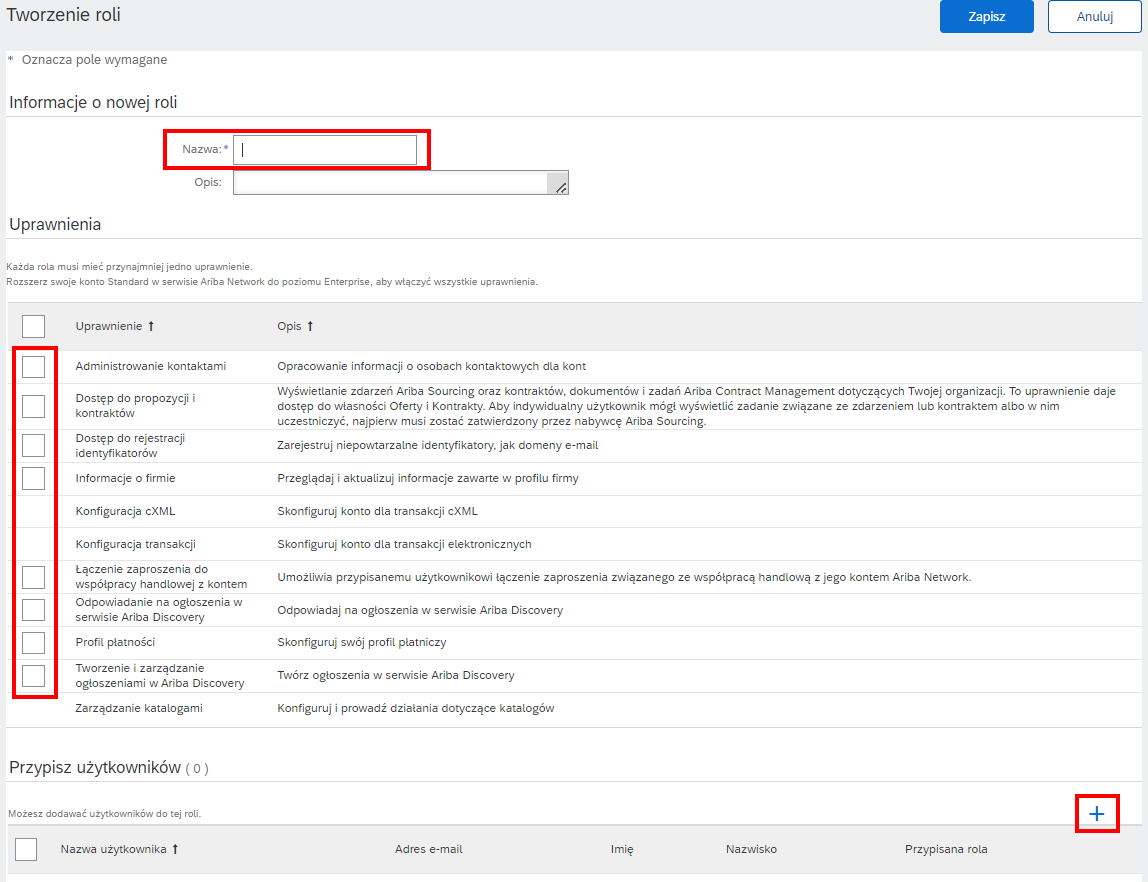 Tworzenie roli
Zapisz
Anuluj
* Oznacza pole wymagane
Informacje o nowej roli
Nazwa:*
Opis:
Uprawnienia
Każda rola musi mieć przynajmniej jedno uprawnienie.
Rozszerz swoje konto Standard w serwisie Ariba Network do poziomu Enterprise, aby włączyć wszystkie uprawnienia.
Uprawnienie ↑
Opis ↑
Administrowanie kontaktami
Opracowanie informacji o osobach kontaktowych dla kont
Dostęp do propozycji i
kontraktów
Wyświetlanie zdarzeń Ariba Sourcing oraz kontraktów, dokumentów i zadań Ariba Contract Management dotyczących Twojej organizacji. To uprawnienie daje
dostęp do własności Oferty i Kontrakty. Aby indywidualny użytkownik mógł wyświetlić zadanie związane ze zdarzeniem lub kontraktem albo w nim
uczestniczyć, najpierw musi zostać zatwierdzony przez nabywcę Ariba Sourcing.
Dostęp do rejestracji
identyfikatorów
Zarejestruj niepowtarzalne identyfikatory, jak domeny e-mail
Informacje o firmie
Przeglądaj i aktualizuj informacje zawarte w profilu firmy
Konfiguracja cXML
Skonfiguruj konto dla transakcji cXML
Konfiguracja transakcji
Skonfiguruj konto dla transakcji elektronicznych
Łączenie zaproszenia do
współpracy handlowej z kontem
Umożliwia przypisanemu użytkownikowi łączenie zaproszenia związanego ze współpracą handlową z jego kontem Ariba Network.
Odpowiadanie na ogłoszenia w
serwisie Ariba Discovery
Odpowiadaj na ogłoszenia w serwisie Ariba Discovery
Profil płatności
Skonfiguruj swój profil płatniczy
Tworzenie i zarządzanie
ogłoszeniami w Ariba Discovery
Twórz ogłoszenia w serwisie Ariba Discovery
Zarządzanie katalogami
Konfiguruj i prowadź działania dotyczące katalogów
Przypisz użytkowników ( 0 )
Możesz dodawać użytkowników do tej roli.
+
Nazwa użytkownika ↑
Adres e-mail
Imię
Nazwisko
Przypisana rola